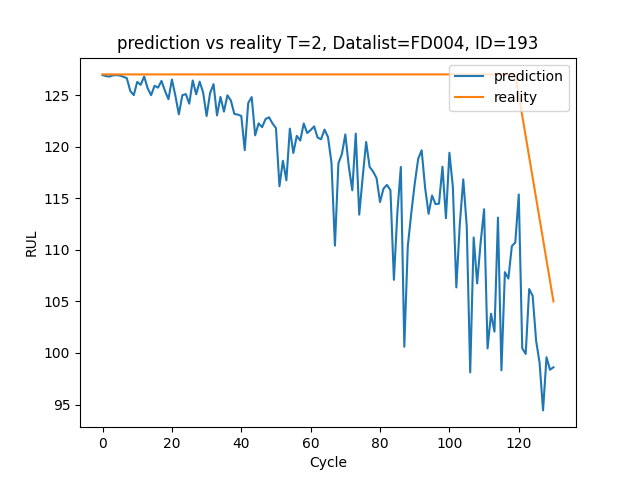 prediction vs reality T=2, Datalist=FD004, ID=193
prediction
reality
RUL
125
120
115
110
105
100
95
0 20 40 60 80 100 120
Cycle